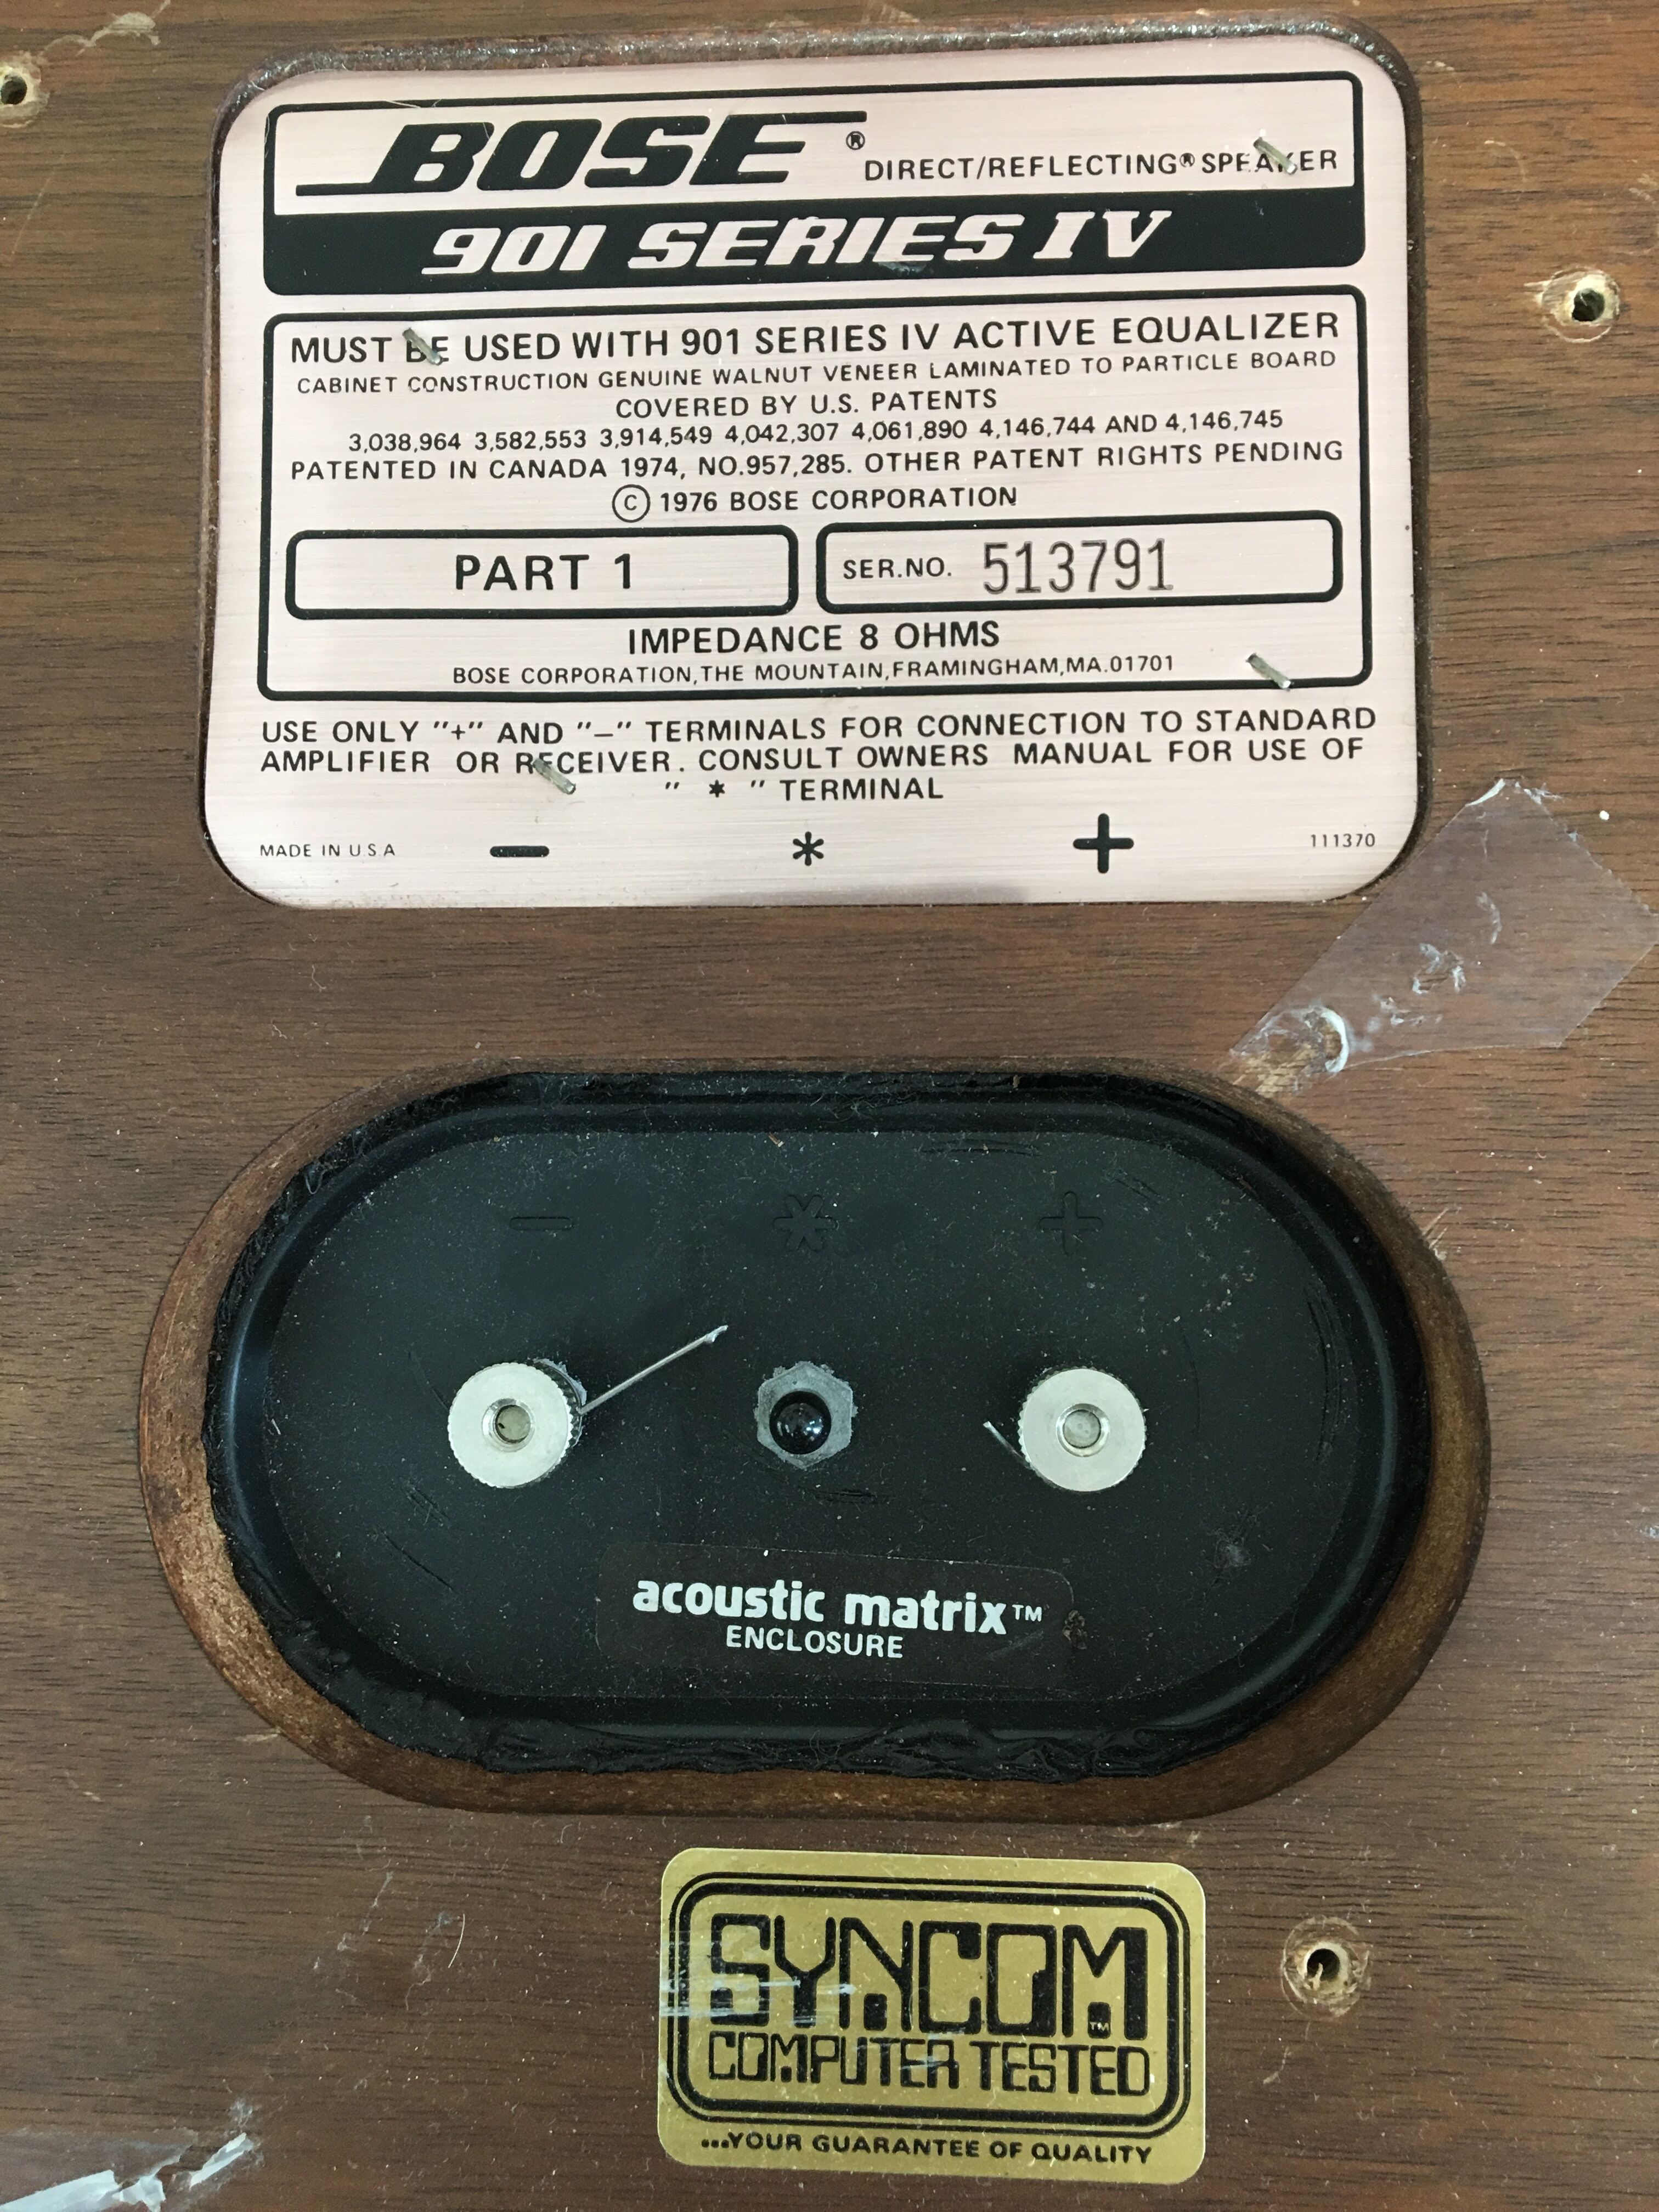 BOSE® DIRECT/REFLECTING® SPEAKER
901 SERIES IV
MUST BE USED WITH 901 SERIES IV ACTIVE EQUALIZER
CABINET CONSTRUCTION GENUINE WALNUT VENEER LAMINATED TO PARTICLE BOARD
COVERED BY U.S. PATENTS
3,038,964 3,582,553 3,914,549 4,042,307 4,061,890 4,146,744 AND 4,146,745
PATENTED IN CANADA 1974, NO.957,285. OTHER PATENT RIGHTS PENDING
© 1976 BOSE CORPORATION
PART 1
SER.NO. 513791
IMPEDANCE 8 OHMS
BOSE CORPORATION,THE MOUNTAIN,FRAMINGHAM,MA.01701
USE ONLY "+" AND "−" TERMINALS FOR CONNECTION TO STANDARD
AMPLIFIER OR RECEIVER. CONSULT OWNERS MANUAL FOR USE OF
" * " TERMINAL
MADE IN U.S.A − * + 111370
− * +
acoustic matrix™
ENCLOSURE
SYNCOM™
COMPUTER TESTED
...YOUR GUARANTEE OF QUALITY